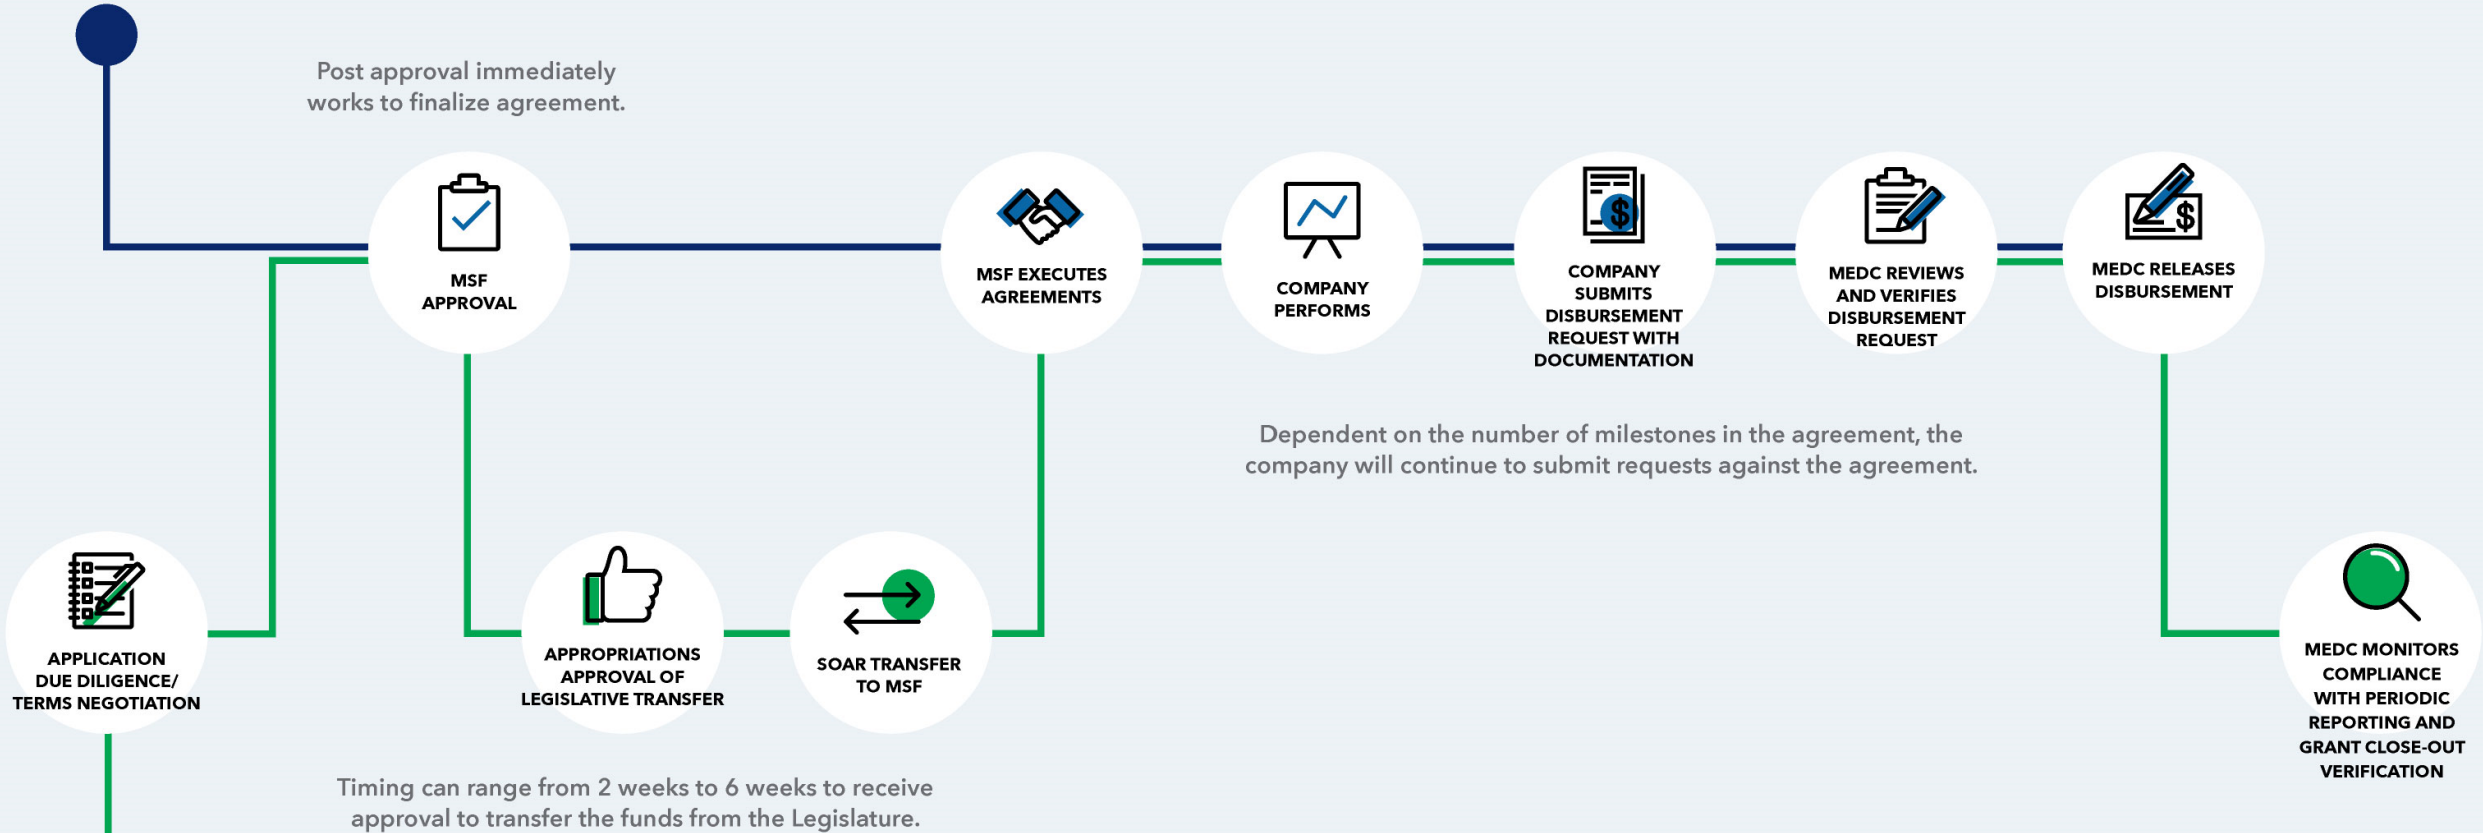 Post approval immediately
works to finalize agreement.
MSF
APPROVAL
MSF EXECUTES
AGREEMENTS
COMPANY
PERFORMS
COMPANY
SUBMITS
DISBURSEMENT
REQUEST WITH
DOCUMENTATION
MEDC REVIEWS
AND VERIFIES
DISBURSEMENT
REQUEST
MEDC RELEASES
DISBURSEMENT
Dependent on the number of milestones in the agreement, the
company will continue to submit requests against the agreement.
APPLICATION
DUE DILIGENCE/
TERMS NEGOTIATION
APPROPRIATIONS
APPROVAL OF
LEGISLATIVE TRANSFER
SOAR TRANSFER
TO MSF
MEDC MONITORS
COMPLIANCE
WITH PERIODIC
REPORTING AND
GRANT CLOSE-OUT
VERIFICATION
Timing can range from 2 weeks to 6 weeks to receive
approval to transfer the funds from the Legislature.